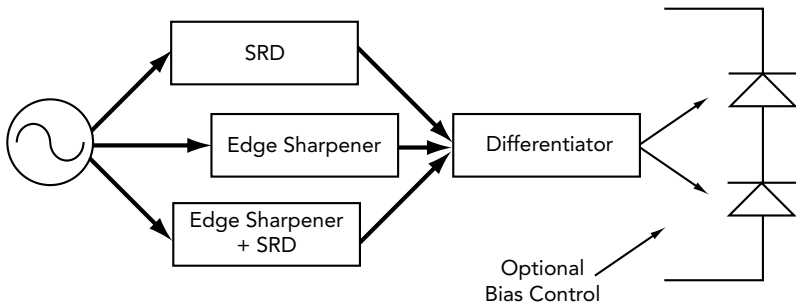 SRD
Edge Sharpener
Differentiator
Edge Sharpener
+ SRD
Optional
Bias Control